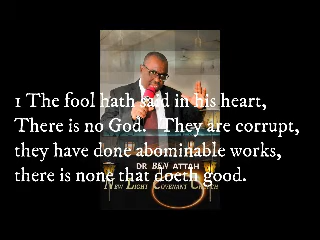 1 The fool hath said in his heart,
There is no God. They are corrupt,
they have done abominable works,
there is none that doeth good.
DR BEN ATTAH
New Light Covenant Church